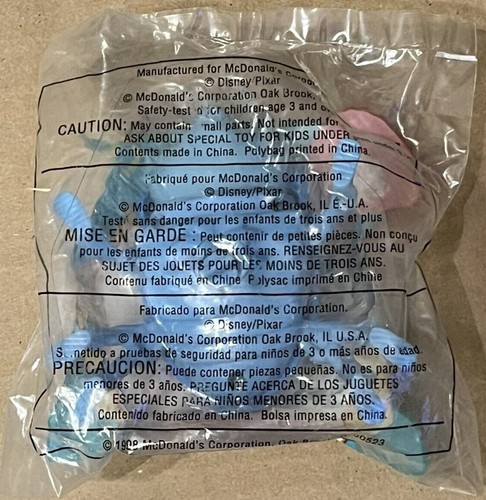 Manufactured for McDonald's
© Disney/Pixar
© McDonald's Corporation Oak Brook,
Safety-test for children age 3 and
CAUTION: May contain parts. Not intended for
ASK ABOUT SPECIAL TOY FOR KIDS UNDER
Contents made in China. Polybag printed in China.
Fabriqué pour McDonald's Corporation
© Disney/Pixar
© McDonald's Corporation Oak Brook, IL É.-U.A.
Testé sans danger pour les enfants de trois ans et plus
MISE EN GARDE : Peut contenir de petites pièces. Non conçu
pour les enfants de moins de trois ans. RENSEIGNEZ-VOUS AU
SUJET DES JOUETS POUR LES MOINS DE TROIS ANS.
Contenu fabriqué en Chine Polysac imprimé en Chine
Fabricado para McDonald's Corporation.
© Disney/Pixar
© McDonald's Corporation Oak Brook, IL U.S.A.
Sometido a pruebas de seguridad para niños de 3 o más años de edad.
PRECAUCION: Puede contener piezas pequeñas. No es para niños
menores de 3 años. PREGUNTE ACERCA DE LOS JUGUETES
ESPECIALES PARA NIÑOS MENORES DE 3 AÑOS.
Contenido fabricado en China. Bolsa impresa en China.
© 1998 McDonald's Corporation, Oak